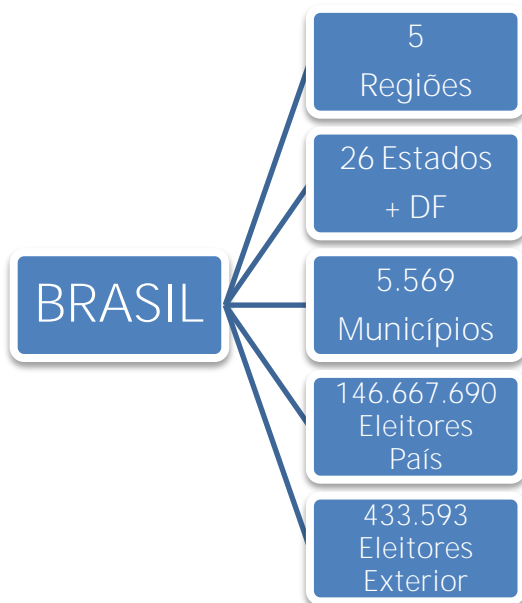 BRASIL
5
Regiões
26 Estados
+ DF
5.569
Municípios
146.667.690
Eleitores
País
433.593
Eleitores
Exterior